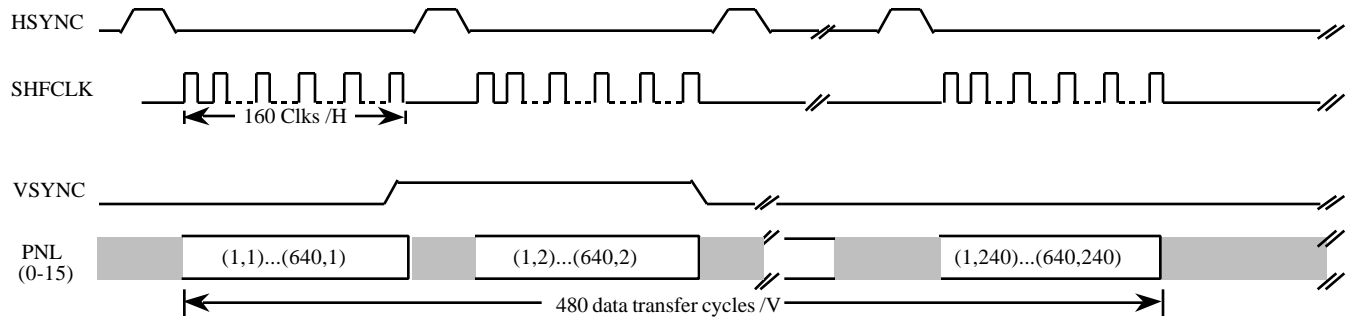 HSYNC
SHFCLK
160 Clks /H
VSYNC
PNL
(0-15)
(1,1)...(640,1)
(1,2)...(640,2)
(1,240)...(640,240)
480 data transfer cycles /V